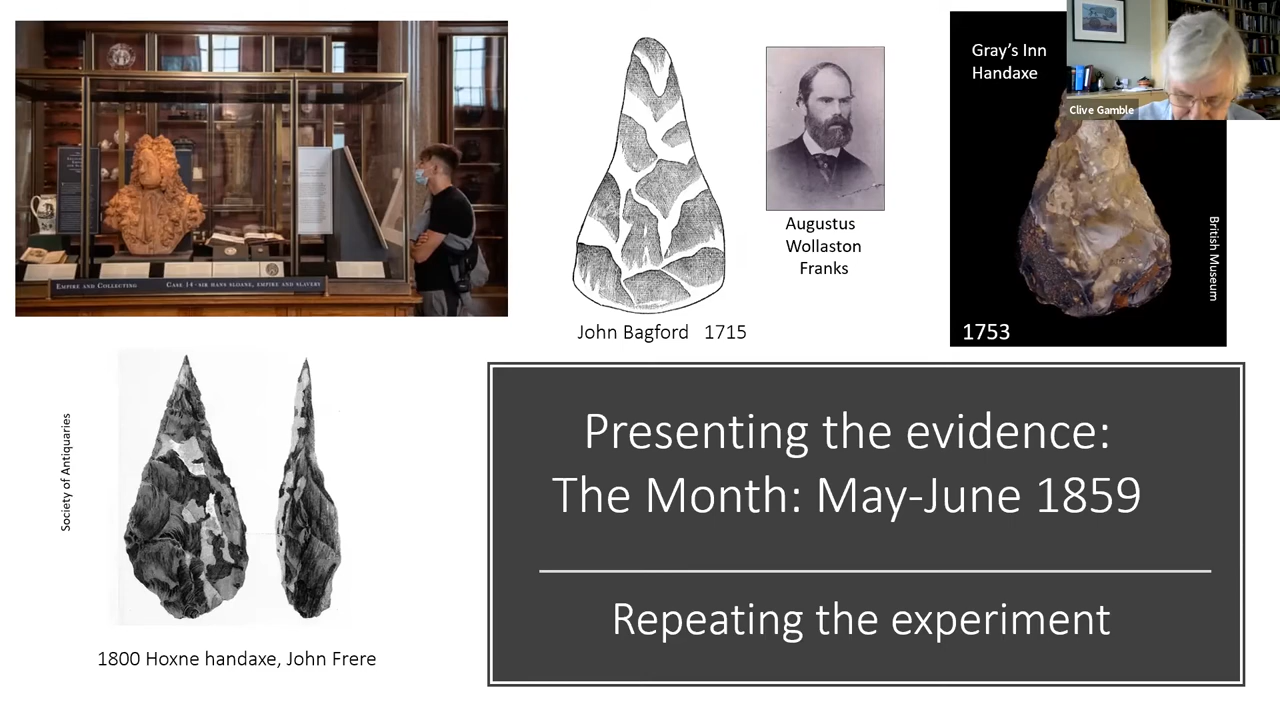 EMPIRE AND COLLECTING
CASE 14–SIR HANS SLOANE, EMPIRE AND SLAVERY
John Bagford 1715
Augustus
Wollaston
Franks
Gray's Inn
Handaxe
Clive Gamble
British Museum
1753
Society of Antiquaries
1800 Hoxne handaxe, John Frere
Presenting the evidence:
The Month: May-June 1859
Repeating the experiment